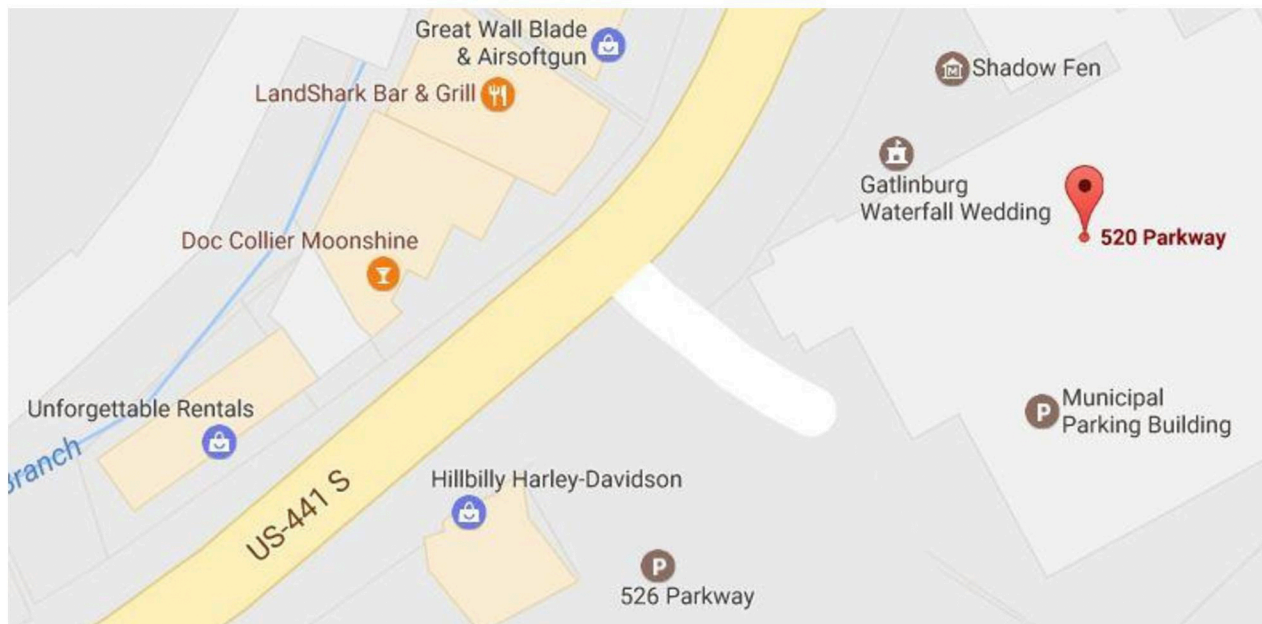 Great Wall Blade
& Airsoftgun
LandShark Bar & Grill
Shadow Fen
Gatlinburg
Waterfall Wedding
520 Parkway
Doc Collier Moonshine
Municipal
P
Parking Building
Unforgettable Rentals
Branch
US-441 S
Hillbilly Harley-Davidson
P
526 Parkway